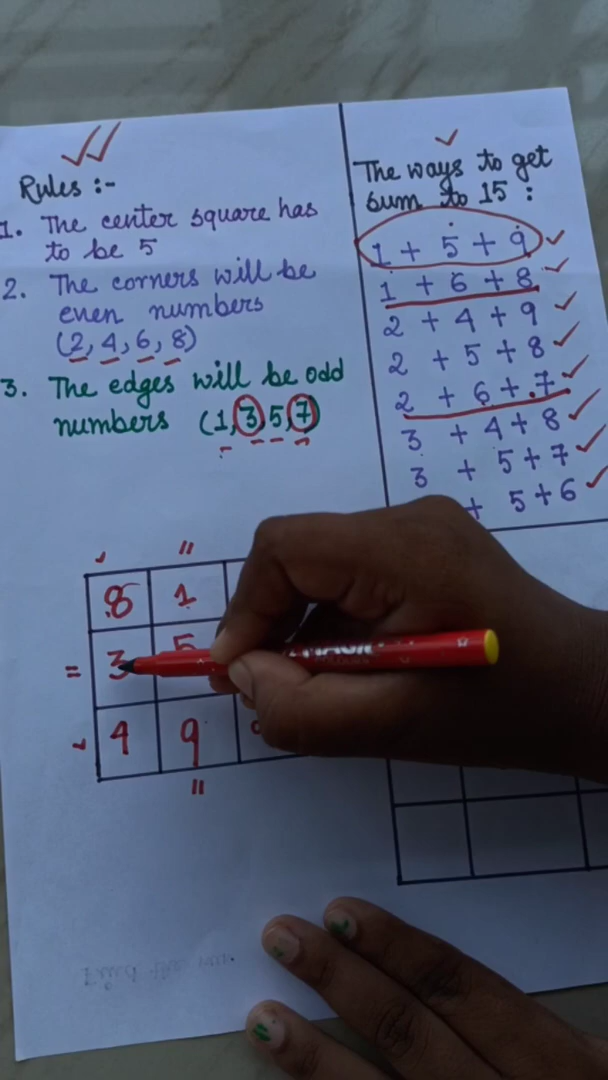 Rules :-
1. The center square has
to be 5
2. The corners will be
even numbers
(2, 4, 6, 8)
3. The edges will be odd
numbers (1, 3, 5, 7)
The ways to get
sum to 15 :
1 + 5 + 9
1 + 6 + 8
2 + 4 + 9
2 + 5 + 8
2 + 6 + 7
3 + 4 + 8
3 + 5 + 7
+ 5 + 6
8 1
3 5
4 9